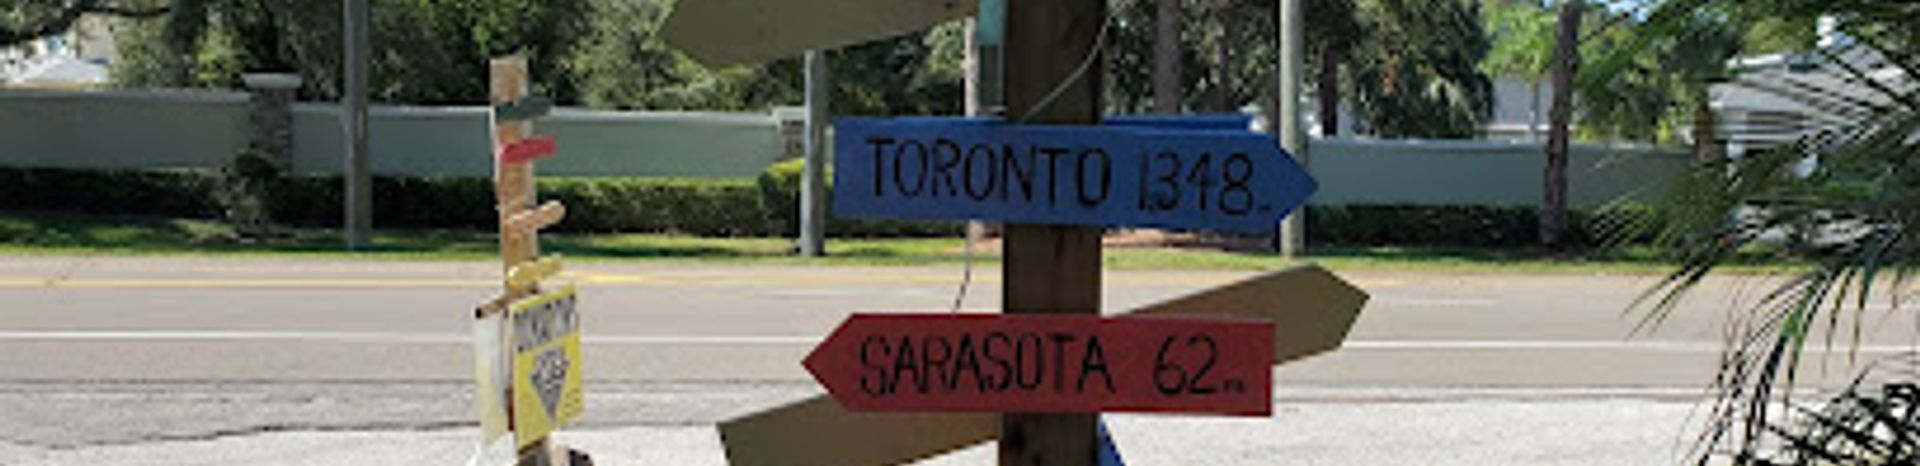 TORONTO 1348
SARASOTA 62